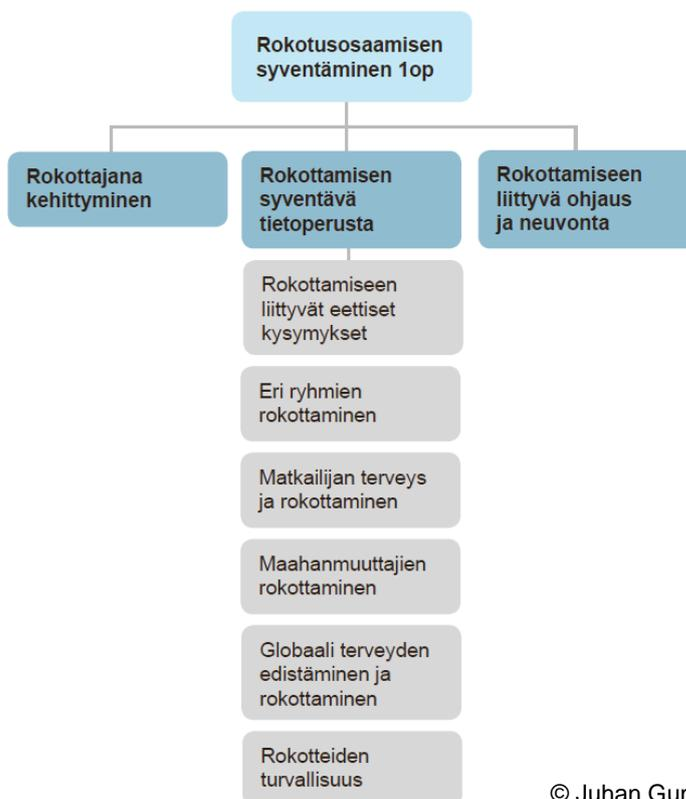 Rokotusosaamisen
syventäminen 1op
Rokottajana
kehittyminen
Rokottamisen
syventävä
tietoperusta
Rokottamiseen
liittyvä ohjaus
ja neuvonta
Rokottamiseen
liittyvät eettiset
kysymykset
Eri ryhmien
rokottaminen
Matkailijan terveys
ja rokottaminen
Maahanmuuttajien
rokottaminen
Globaali terveyden
edistäminen ja
rokottaminen
Rokotteiden
turvallisuus
© Juhan